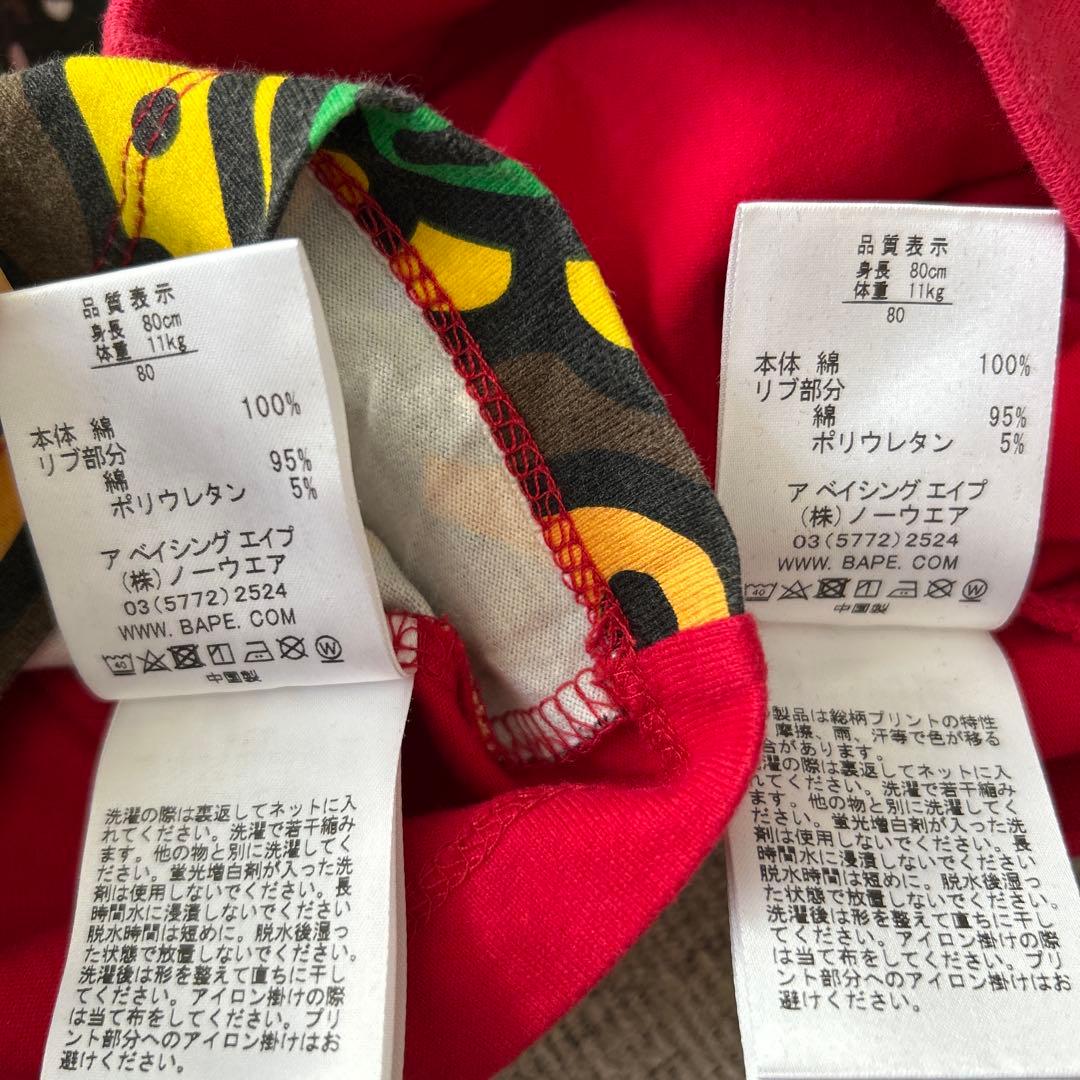 品質表示
身長 80cm
体重 11kg
80
100%
本体 綿
リブ部分
綿 95%
ポリウレタン 5%
ア ベイシング エイプ
(株)ノーウエア
03(5772)2524
WWW. BAPE. COM
40 W
中国製
洗濯の際は裏返してネットに入
れてください。洗濯で若干縮み
ます。他の物と別に洗濯してく
ださい。蛍光増白剤が入った洗
剤は使用しないでください。長
時間水に浸漬しないでください
脱水時間は短めに。脱水後湿っ
た状態で放置しないでください。
洗濯後は形を整えて直ちに干し
てください。アイロン掛けの際
は当て布をしてください。プリ
ント部分へのアイロン掛けはお
避けください。
品質表示
身長 80cm
体重 11kg
80
本体 綿 100%
リブ部分
綿 95%
ポリウレタン 5%
ア ベイシング エイプ
(株)ノーウエア
03(5772)2524
WWW. BAPE. COM
40 W
中国製
製品は総柄プリントの特性
、摩擦、雨、汗等で色が移る
合があります。
濯の際は裏返してネットに入
れてください。洗濯で若干縮み
ます。他の物と別に洗濯してく
ださい。蛍光増白剤が入った洗
剤は使用しないでください。長
時間水に浸漬しないでください
脱水時間は短めに。脱水後湿っ
た状態で放置しないでください。
洗濯後は形を整えて直ちに干し
てください。アイロン掛けの際
は当て布をしてください。プリ
ント部分へのアイロン掛けはお
避けください。